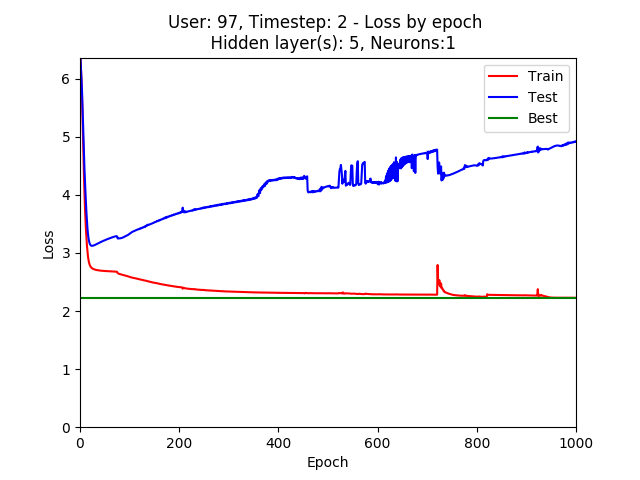 User: 97, Timestep: 2 - Loss by epoch
Hidden layer(s): 5, Neurons:1
Train
Test
Best
6
5
4
3
2
1
0
Loss
0
200
400
600
800
1000
Epoch